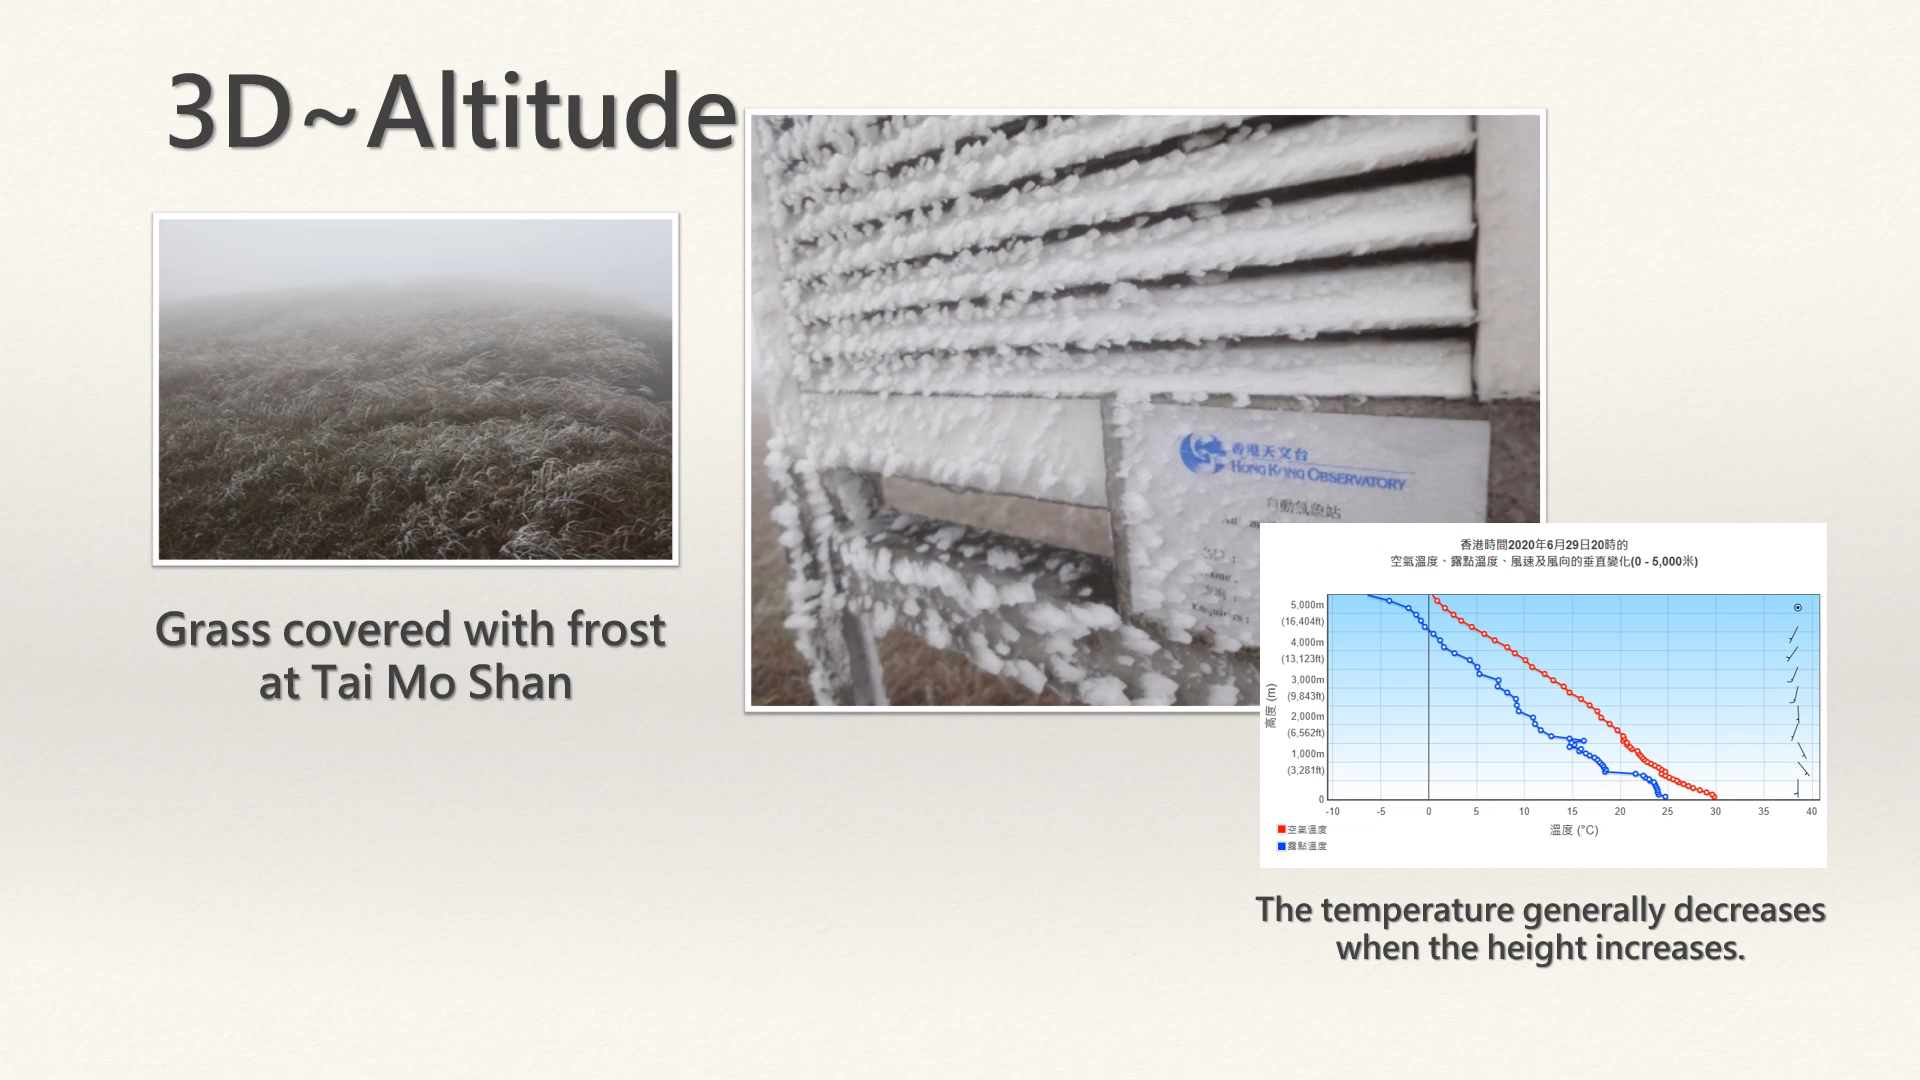 3D~Altitude
Grass covered with frost
at Tai Mo Shan
香港天文台
HONG KONG OBSERVATORY
自動氣象站
香港時間2020年6月29日20時的
空氣溫度、露點溫度、風速及風向的垂直變化(0 - 5,000米)
高度 (m)
5,000m
(16,404ft)
4,000m
(13,123ft)
3,000m
(9,843ft)
2,000m
(6,562ft)
1,000m
(3,281ft)
0
-10 -5 0 5 10 15 20 25 30 35 40
溫度 (°C)
空氣溫度
露點溫度
The temperature generally decreases
when the height increases.